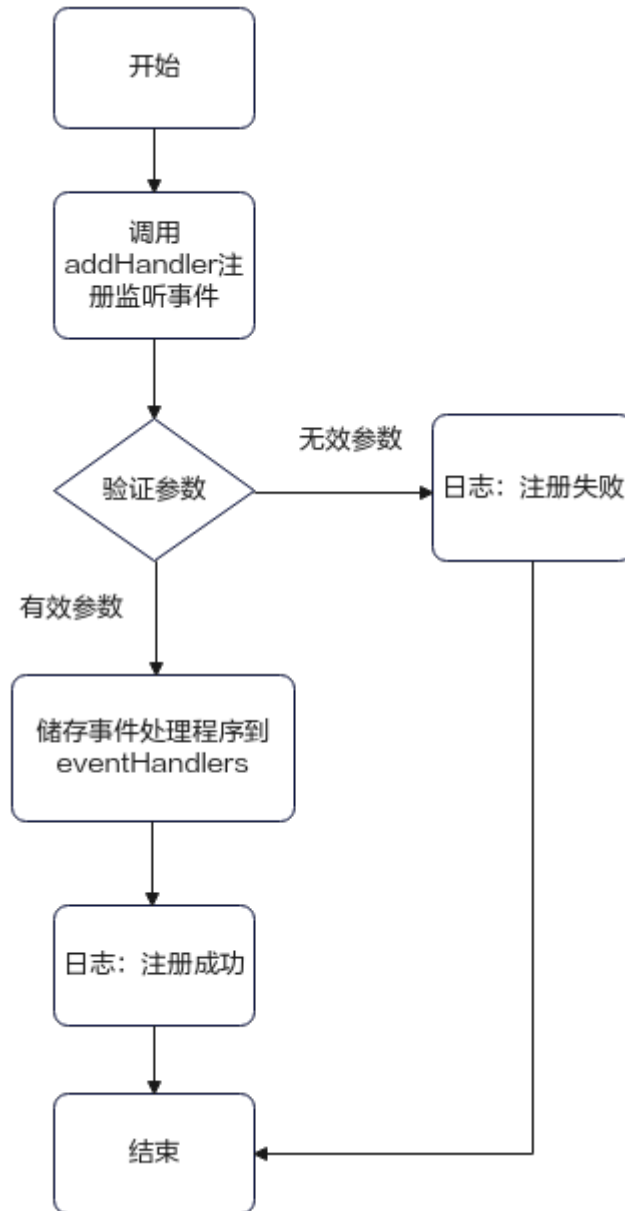 开始
调用
addHandler注
册监听事件
无效参数
验证参数
日志：注册失败
有效参数
储存事件处理程序到
eventHandlers
日志：注册成功
结束